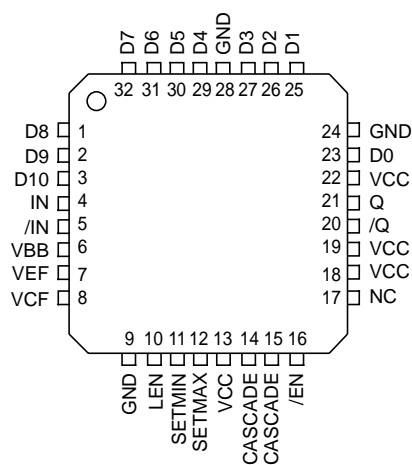 D7 D6 D5 D4 GND D3 D2 D1
32 31 30 29 28 27 26 25
D8 1 24 GND
D9 2 23 D0
D10 3 22 VCC
IN 4 21 Q
/IN 5 20 /Q
VBB 6 19 VCC
VEF 7 18 VCC
VCF 8 17 NC
9 10 11 12 13 14 15 16
GND LEN SETMIN SETMAX VCC CASCADE CASCADE /EN